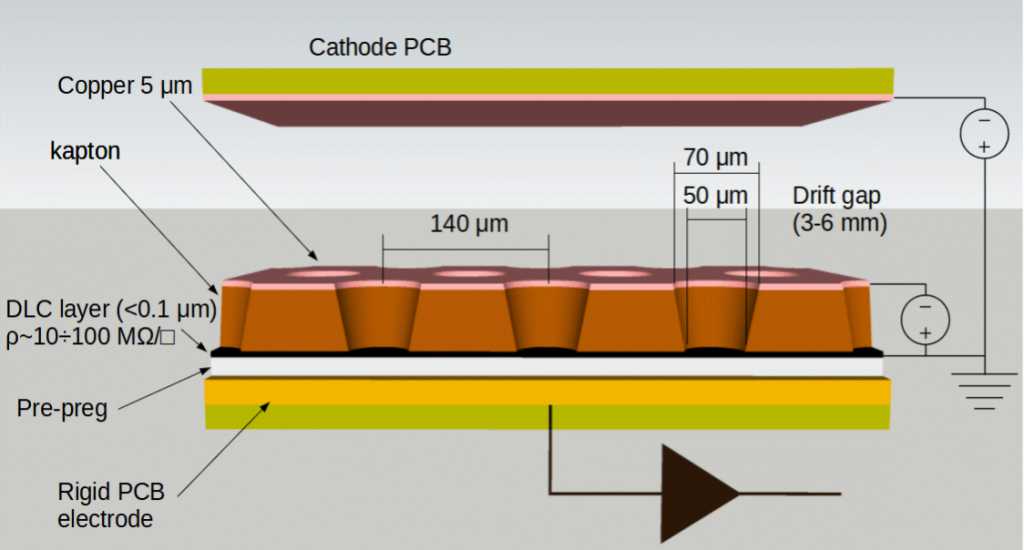 Cathode PCB
Copper 5 μm
kapton
70 μm
50 μm
Drift gap
(3-6 mm)
140 μm
DLC layer (<0.1 μm)
ρ~10÷100 MΩ/□
Pre-preg
Rigid PCB
electrode
−
+
−
+